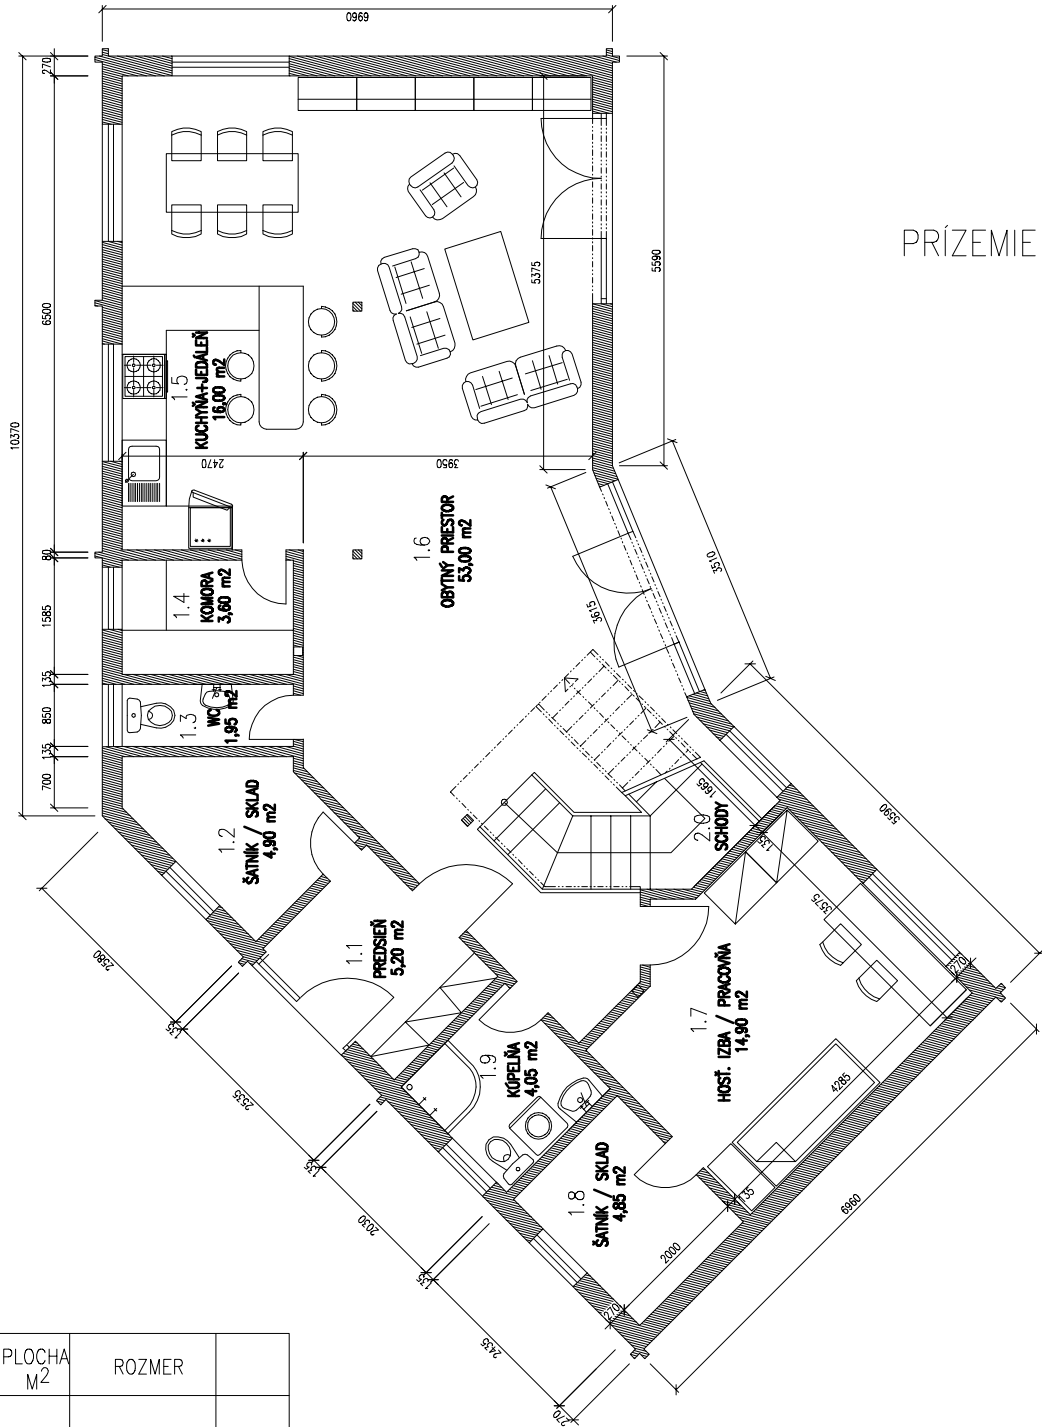 6960
PRÍZEMIE
10370
270
6500
80
1585
135
850
135
700
5590
5375
1.5
KUCHYŇA+JEDÁLEŇ
16,00 m2
2470
3950
1.6
OBYTNÝ PRIESTOR
53,00 m2
1.4
KOMORA
3,60 m2
1.3
WC
1,95 m2
1.2
ŠATNÍK / SKLAD
4,90 m2
3615
3510
1665
2.9
SCHODY
135
5590
3575
270
1.1
PREDSIEŇ
5,20 m2
1.7
HOSŤ. IZBA / PRACOVŇA
14,90 m2
1.9
KÚPEĽŇA
4,05 m2
1.8
ŠATNÍK / SKLAD
4,85 m2
4285
135
2000
270
6960
2580
135
2535
135
2030
135
2435
270
PLOCHA
M2
ROZMER